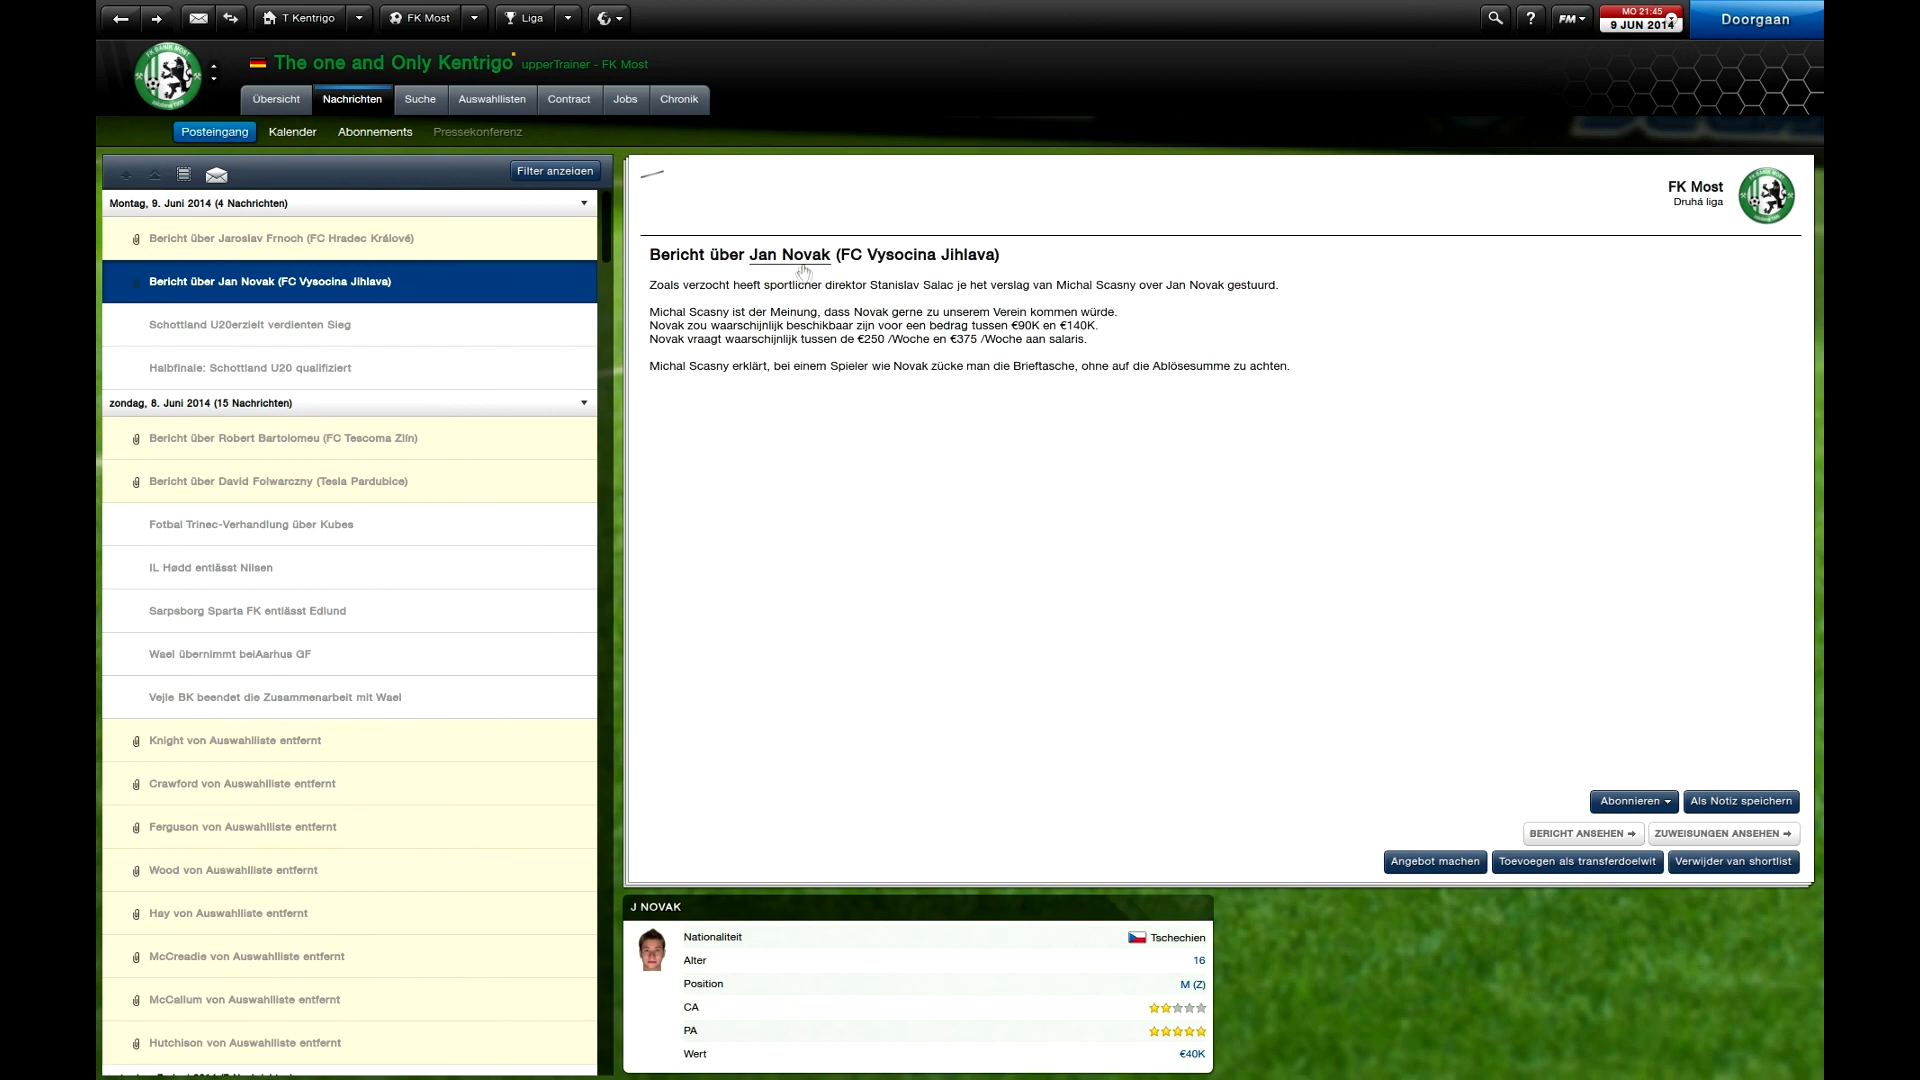 T Kentrigo
FK Most
Liga
?
FM
MO 21:45
9 JUN 2014
Doorgaan
The one and Only Kentrigo
upperTrainer - FK Most
Übersicht
Nachrichten
Suche
Auswahllisten
Contract
Jobs
Chronik
Posteingang
Kalender
Abonnements
Pressekonferenz
Filter anzeigen
Montag, 9. Juni 2014 (4 Nachrichten)
Bericht über Jaroslav Frnoch (FC Hradec Králové)
Bericht über Jan Novak (FC Vysocina Jihlava)
Schottland U20erzielt verdienten Sieg
Halbfinale: Schottland U20 qualifiziert
zondag, 8. Juni 2014 (15 Nachrichten)
Bericht über Robert Bartolomeu (FC Tescoma Zlín)
Bericht über David Folwarczny (Tesla Pardubice)
Fotbal Trinec-Verhandlung über Kubes
IL Hødd entlässt Nilsen
Sarpsborg Sparta FK entlässt Edlund
Wael übernimmt beiAarhus GF
Vejle BK beendet die Zusammenarbeit mit Wael
Knight von Auswahlliste entfernt
Crawford von Auswahlliste entfernt
Ferguson von Auswahlliste entfernt
Wood von Auswahlliste entfernt
Hay von Auswahlliste entfernt
McCreadie von Auswahlliste entfernt
McCallum von Auswahlliste entfernt
Hutchison von Auswahlliste entfernt
FK Most
Druhá liga
Bericht über Jan Novak (FC Vysocina Jihlava)
Zoals verzocht heeft sportlicher direktor Stanislav Salac je het verslag van Michal Scasny over Jan Novak gestuurd.
Michal Scasny ist der Meinung, dass Novak gerne zu unserem Verein kommen würde.
Novak zou waarschijnlijk beschikbaar zijn voor een bedrag tussen €90K en €140K.
Novak vraagt waarschijnlijk tussen de €250 /Woche en €375 /Woche aan salaris.
Michal Scasny erklärt, bei einem Spieler wie Novak zücke man die Brieftasche, ohne auf die Ablösesumme zu achten.
Abonnieren
Als Notiz speichern
BERICHT ANSEHEN
ZUWEISUNGEN ANSEHEN
Angebot machen
Toevoegen als transferdoelwit
Verwijder van shortlist
J NOVAK
Nationaliteit
Tschechien
Alter
16
Position
M (Z)
CA
PA
Wert
€40K